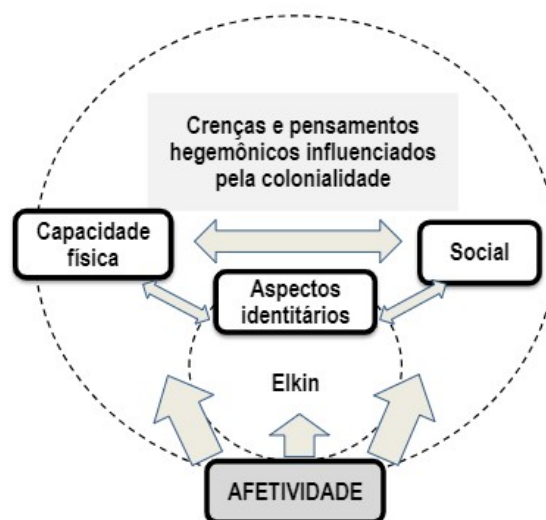 Crenças e pensamentos
hegemônicos influenciados
pela colonialidade
Capacidade
física
Social
Aspectos
identitários
Elkin
AFETIVIDADE